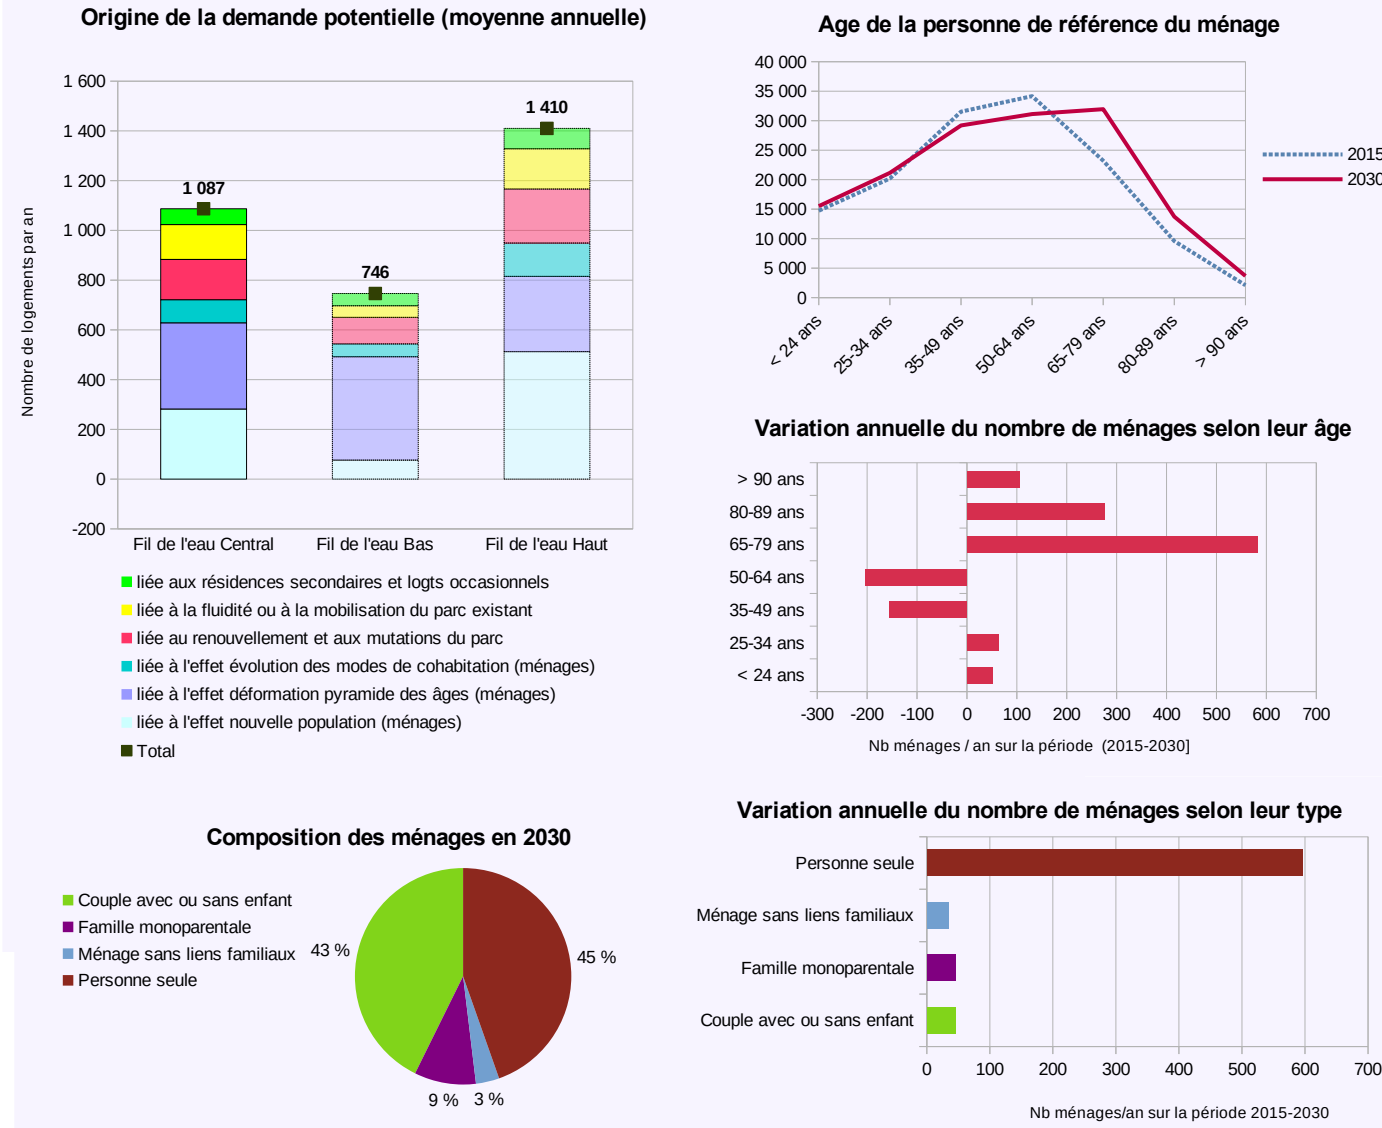 Origine de la demande potentielle (moyenne annuelle)
Nombre de logements par an
1 600
1 400
1 200
1 000
800
600
400
200
0
-200
1 087
746
1 410
Fil de l'eau Central
Fil de l'eau Bas
Fil de l'eau Haut
liée aux résidences secondaires et logts occasionnels
liée à la fluidité ou à la mobilisation du parc existant
liée au renouvellement et aux mutations du parc
liée à l'effet évolution des modes de cohabitation (ménages)
liée à l'effet déformation pyramide des âges (ménages)
liée à l'effet nouvelle population (ménages)
Total
Age de la personne de référence du ménage
40 000
35 000
30 000
25 000
20 000
15 000
10 000
5 000
0
< 24 ans
25-34 ans
35-49 ans
50-64 ans
65-79 ans
80-89 ans
> 90 ans
2015
2030
Variation annuelle du nombre de ménages selon leur âge
> 90 ans
80-89 ans
65-79 ans
50-64 ans
35-49 ans
25-34 ans
< 24 ans
-300 -200 -100 0 100 200 300 400 500 600 700
Nb ménages / an sur la période (2015-2030]
Composition des ménages en 2030
Couple avec ou sans enfant
Famille monoparentale
Ménage sans liens familiaux
Personne seule
43 %
45 %
9 %
3 %
Variation annuelle du nombre de ménages selon leur type
Personne seule
Ménage sans liens familiaux
Famille monoparentale
Couple avec ou sans enfant
0 100 200 300 400 500 600 700
Nb ménages/an sur la période 2015-2030